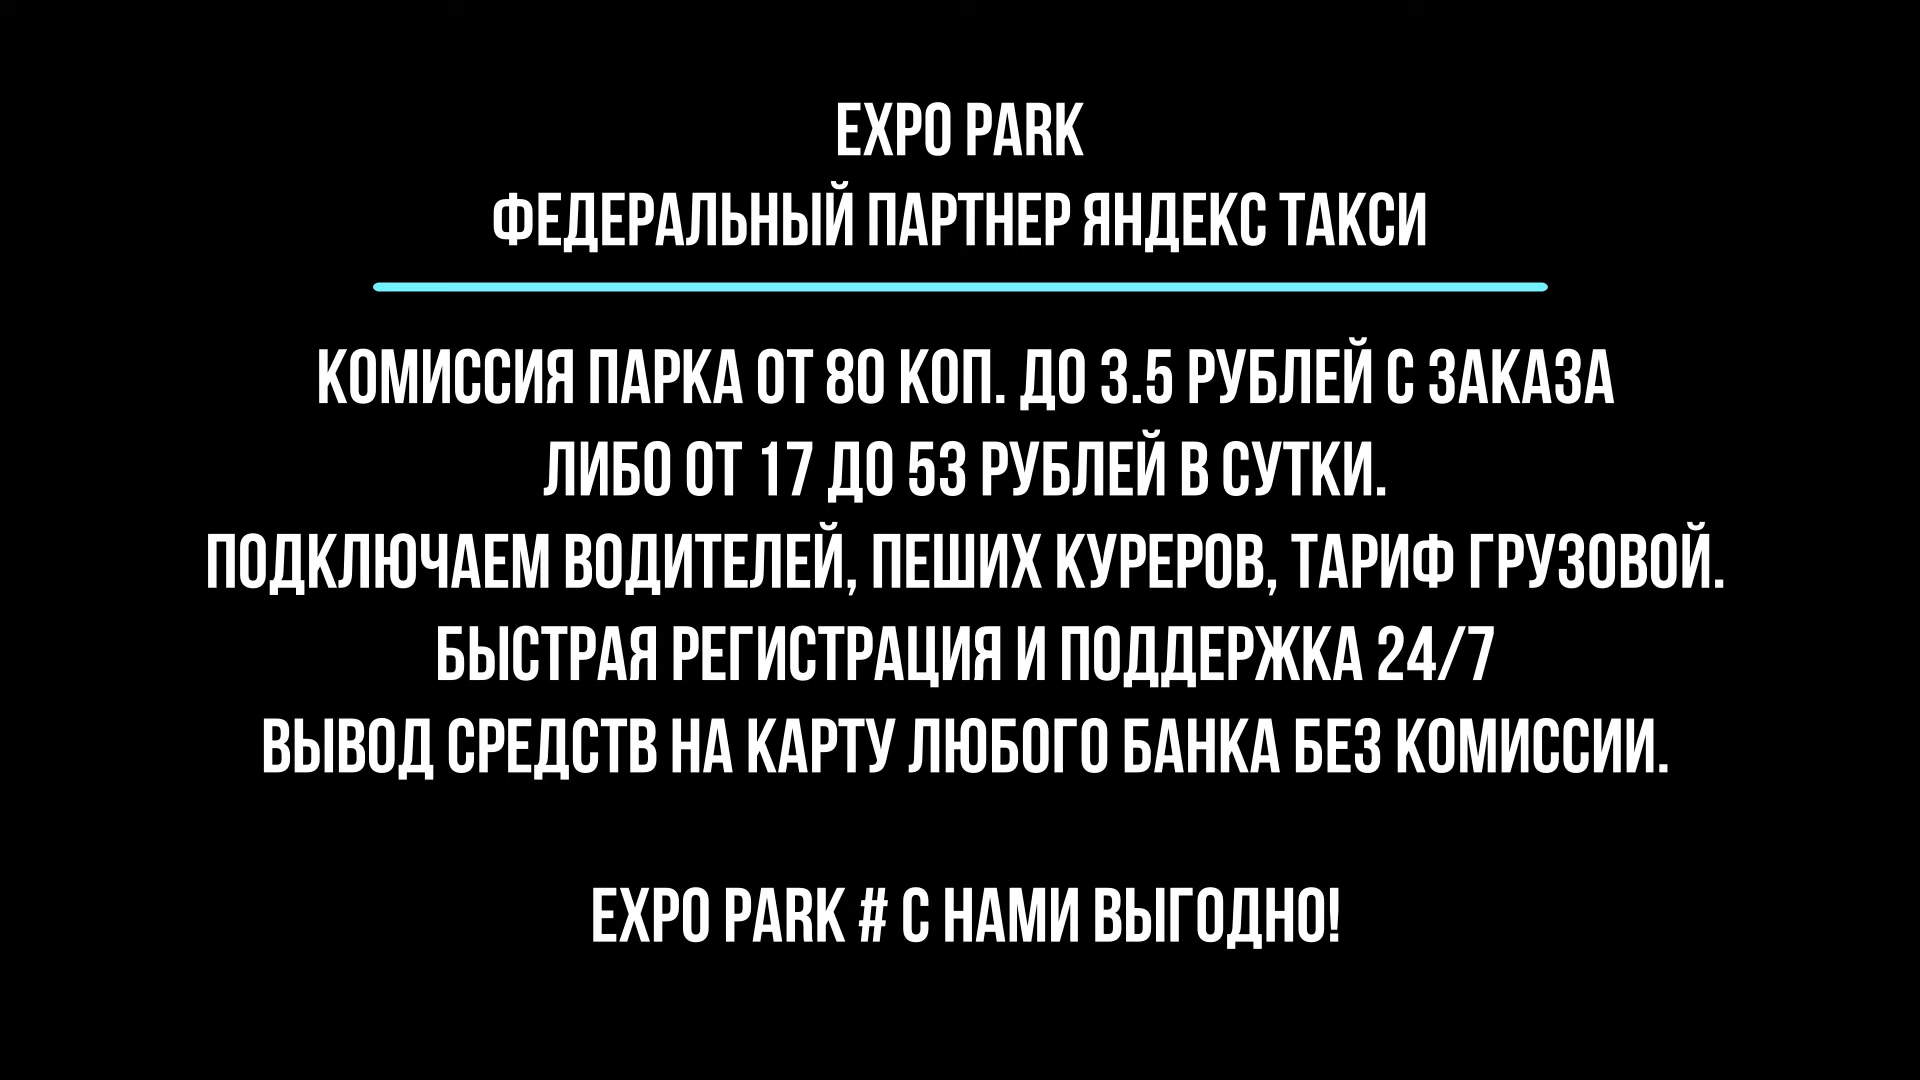 EXPO PARK
ФЕДЕРАЛЬНЫЙ ПАРТНЕР ЯНДЕКС ТАКСИ
КОМИССИЯ ПАРКА ОТ 80 КОП. ДО 3.5 РУБЛЕЙ С ЗАКАЗА
ЛИБО ОТ 17 ДО 53 РУБЛЕЙ В СУТКИ.
ПОДКЛЮЧАЕМ ВОДИТЕЛЕЙ, ПЕШИХ КУРЕРОВ, ТАРИФ ГРУЗОВОЙ.
БЫСТРАЯ РЕГИСТРАЦИЯ И ПОДДЕРЖКА 24/7
ВЫВОД СРЕДСТВ НА КАРТУ ЛЮБОГО БАНКА БЕЗ КОМИССИИ.
EXPO PARK # С НАМИ ВЫГОДНО!